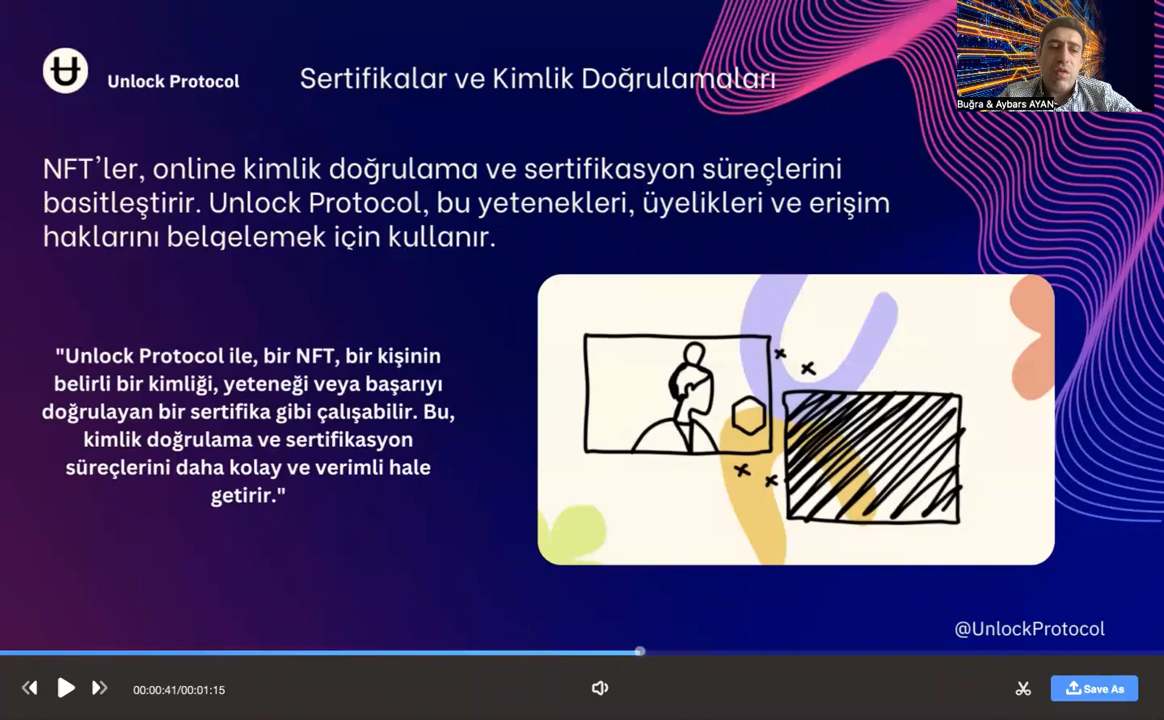 Unlock Protocol
Sertifikalar ve Kimlik Doğrulamaları
Buğra & Aybars AYAN
NFT'ler, online kimlik doğrulama ve sertifikasyon süreçlerini
basitleştirir. Unlock Protocol, bu yetenekleri, üyelikleri ve erişim
haklarını belgelemek için kullanır.
"Unlock Protocol ile, bir NFT, bir kişinin
belirli bir kimliği, yeteneği veya başarıyı
doğrulayan bir sertifika gibi çalışabilir. Bu,
kimlik doğrulama ve sertifikasyon
süreçlerini daha kolay ve verimli hale
getirir."
@UnlockProtocol
00:00:41/00:01:15
Save As